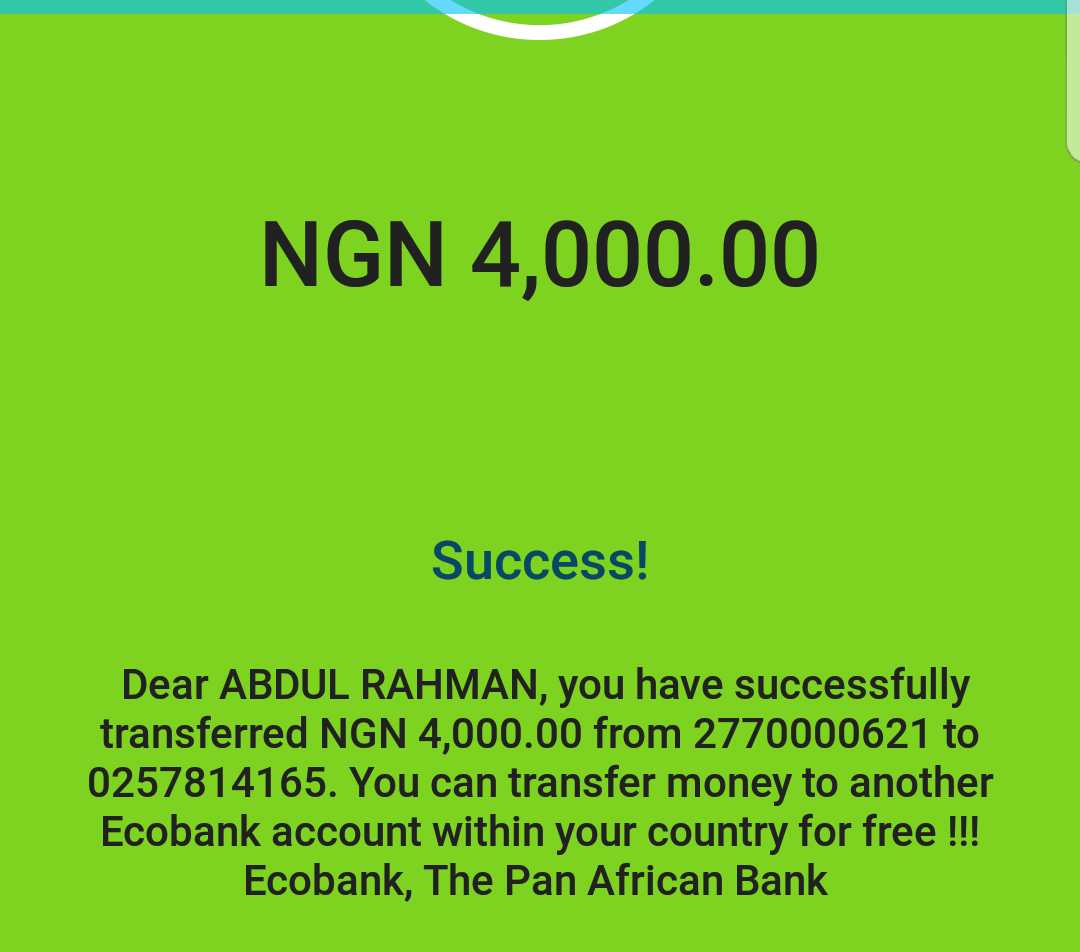 NGN 4,000.00
Success!
Dear ABDUL RAHMAN, you have successfully
transferred NGN 4,000.00 from 2770000621 to
0257814165. You can transfer money to another
Ecobank account within your country for free !!!
Ecobank, The Pan African Bank